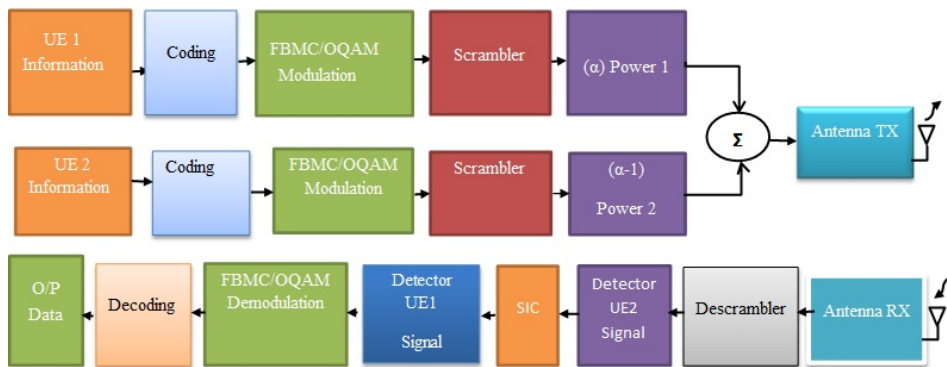 UE 1
Information
Coding
FBMC/OQAM
Modulation
Scrambler
(α) Power 1
Σ
Antenna TX
UE 2
Information
Coding
FBMC/OQAM
Modulation
Scrambler
(α-1)
Power 2
O/P
Data
Decoding
FBMC/OQAM
Demodulation
Detector
UE1
Signal
SIC
Detector
UE2
Signal
Descrambler
Antenna RX